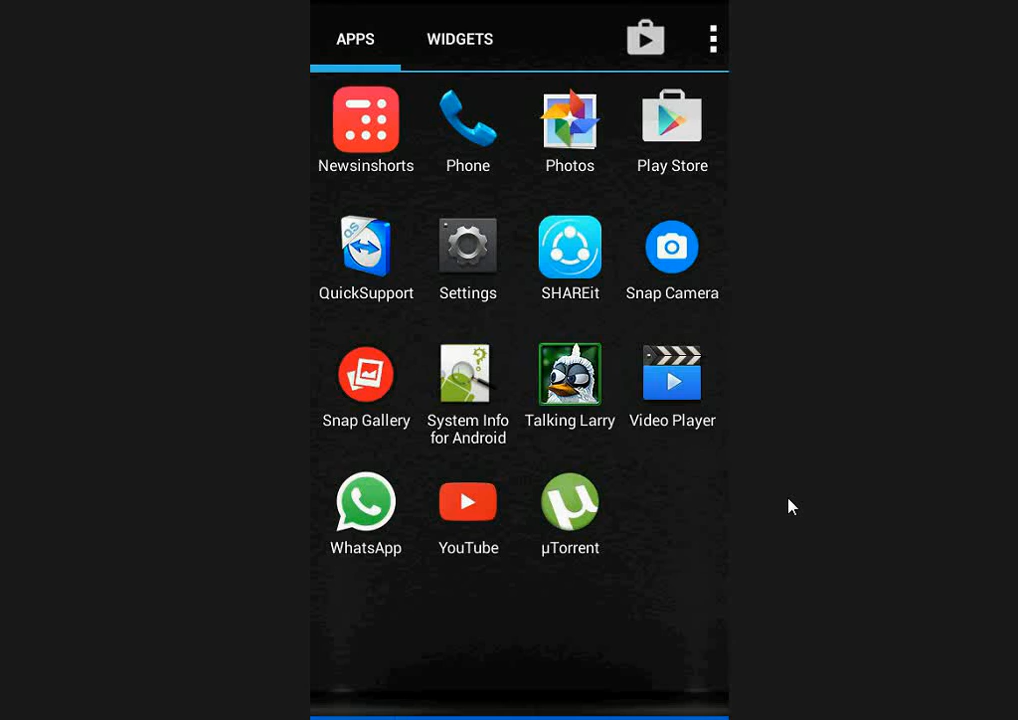 APPS WIDGETS
Newsinshorts Phone Photos Play Store
QS
QuickSupport Settings SHAREit Snap Camera
Snap Gallery System Info Talking Larry Video Player
for Android
WhatsApp YouTube µTorrent